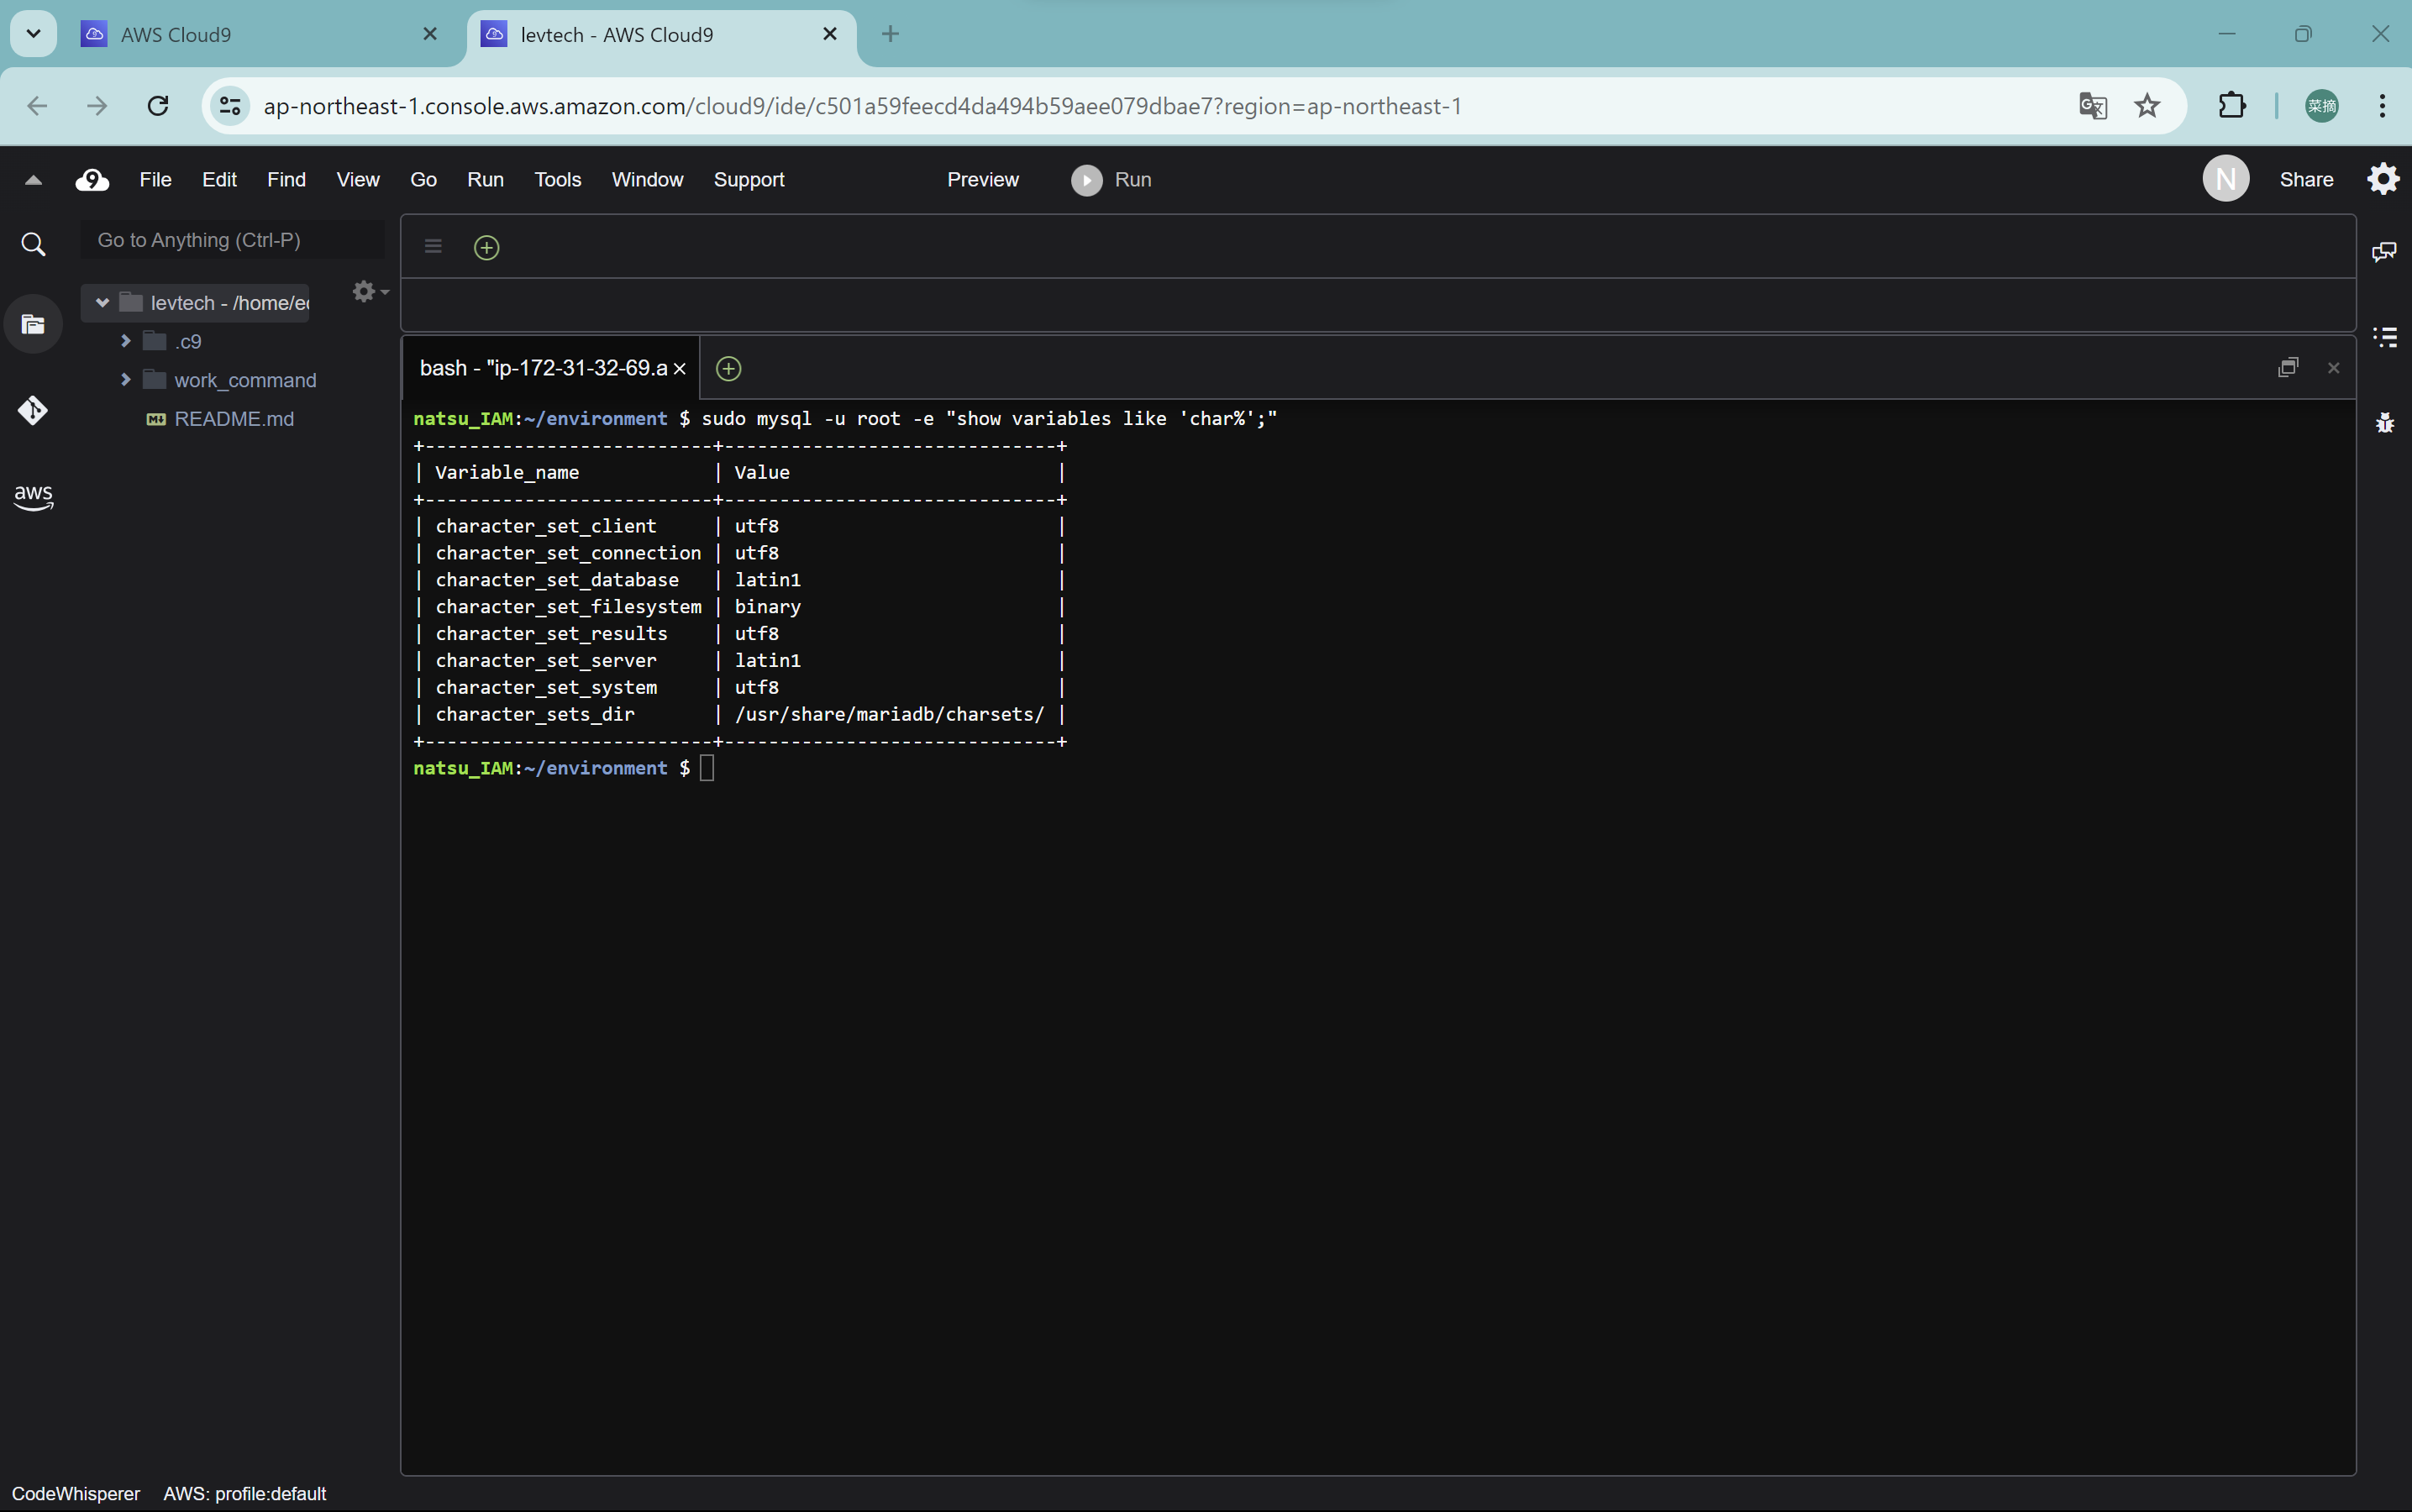 AWS Cloud9
levtech - AWS Cloud9
ap-northeast-1.console.aws.amazon.com/cloud9/ide/c501a59feecd4da494b59aee079dbae7?region=ap-northeast-1
菜摘
9 File Edit Find View Go Run Tools Window Support Preview Run N Share
Go to Anything (Ctrl-P)
levtech - /home/ec
.c9
work_command
README.md
aws
bash - "ip-172-31-32-69.a
natsu_IAM:~/environment $ sudo mysql -u root -e "show variables like 'char%';"
+--------------------------+------------------------------+
| Variable_name            | Value                        |
+--------------------------+------------------------------+
| character_set_client     | utf8                         |
| character_set_connection | utf8                         |
| character_set_database   | latin1                       |
| character_set_filesystem | binary                       |
| character_set_results    | utf8                         |
| character_set_server     | latin1                       |
| character_set_system     | utf8                         |
| character_sets_dir       | /usr/share/mariadb/charsets/ |
+--------------------------+------------------------------+
natsu_IAM:~/environment $
CodeWhisperer AWS: profile:default